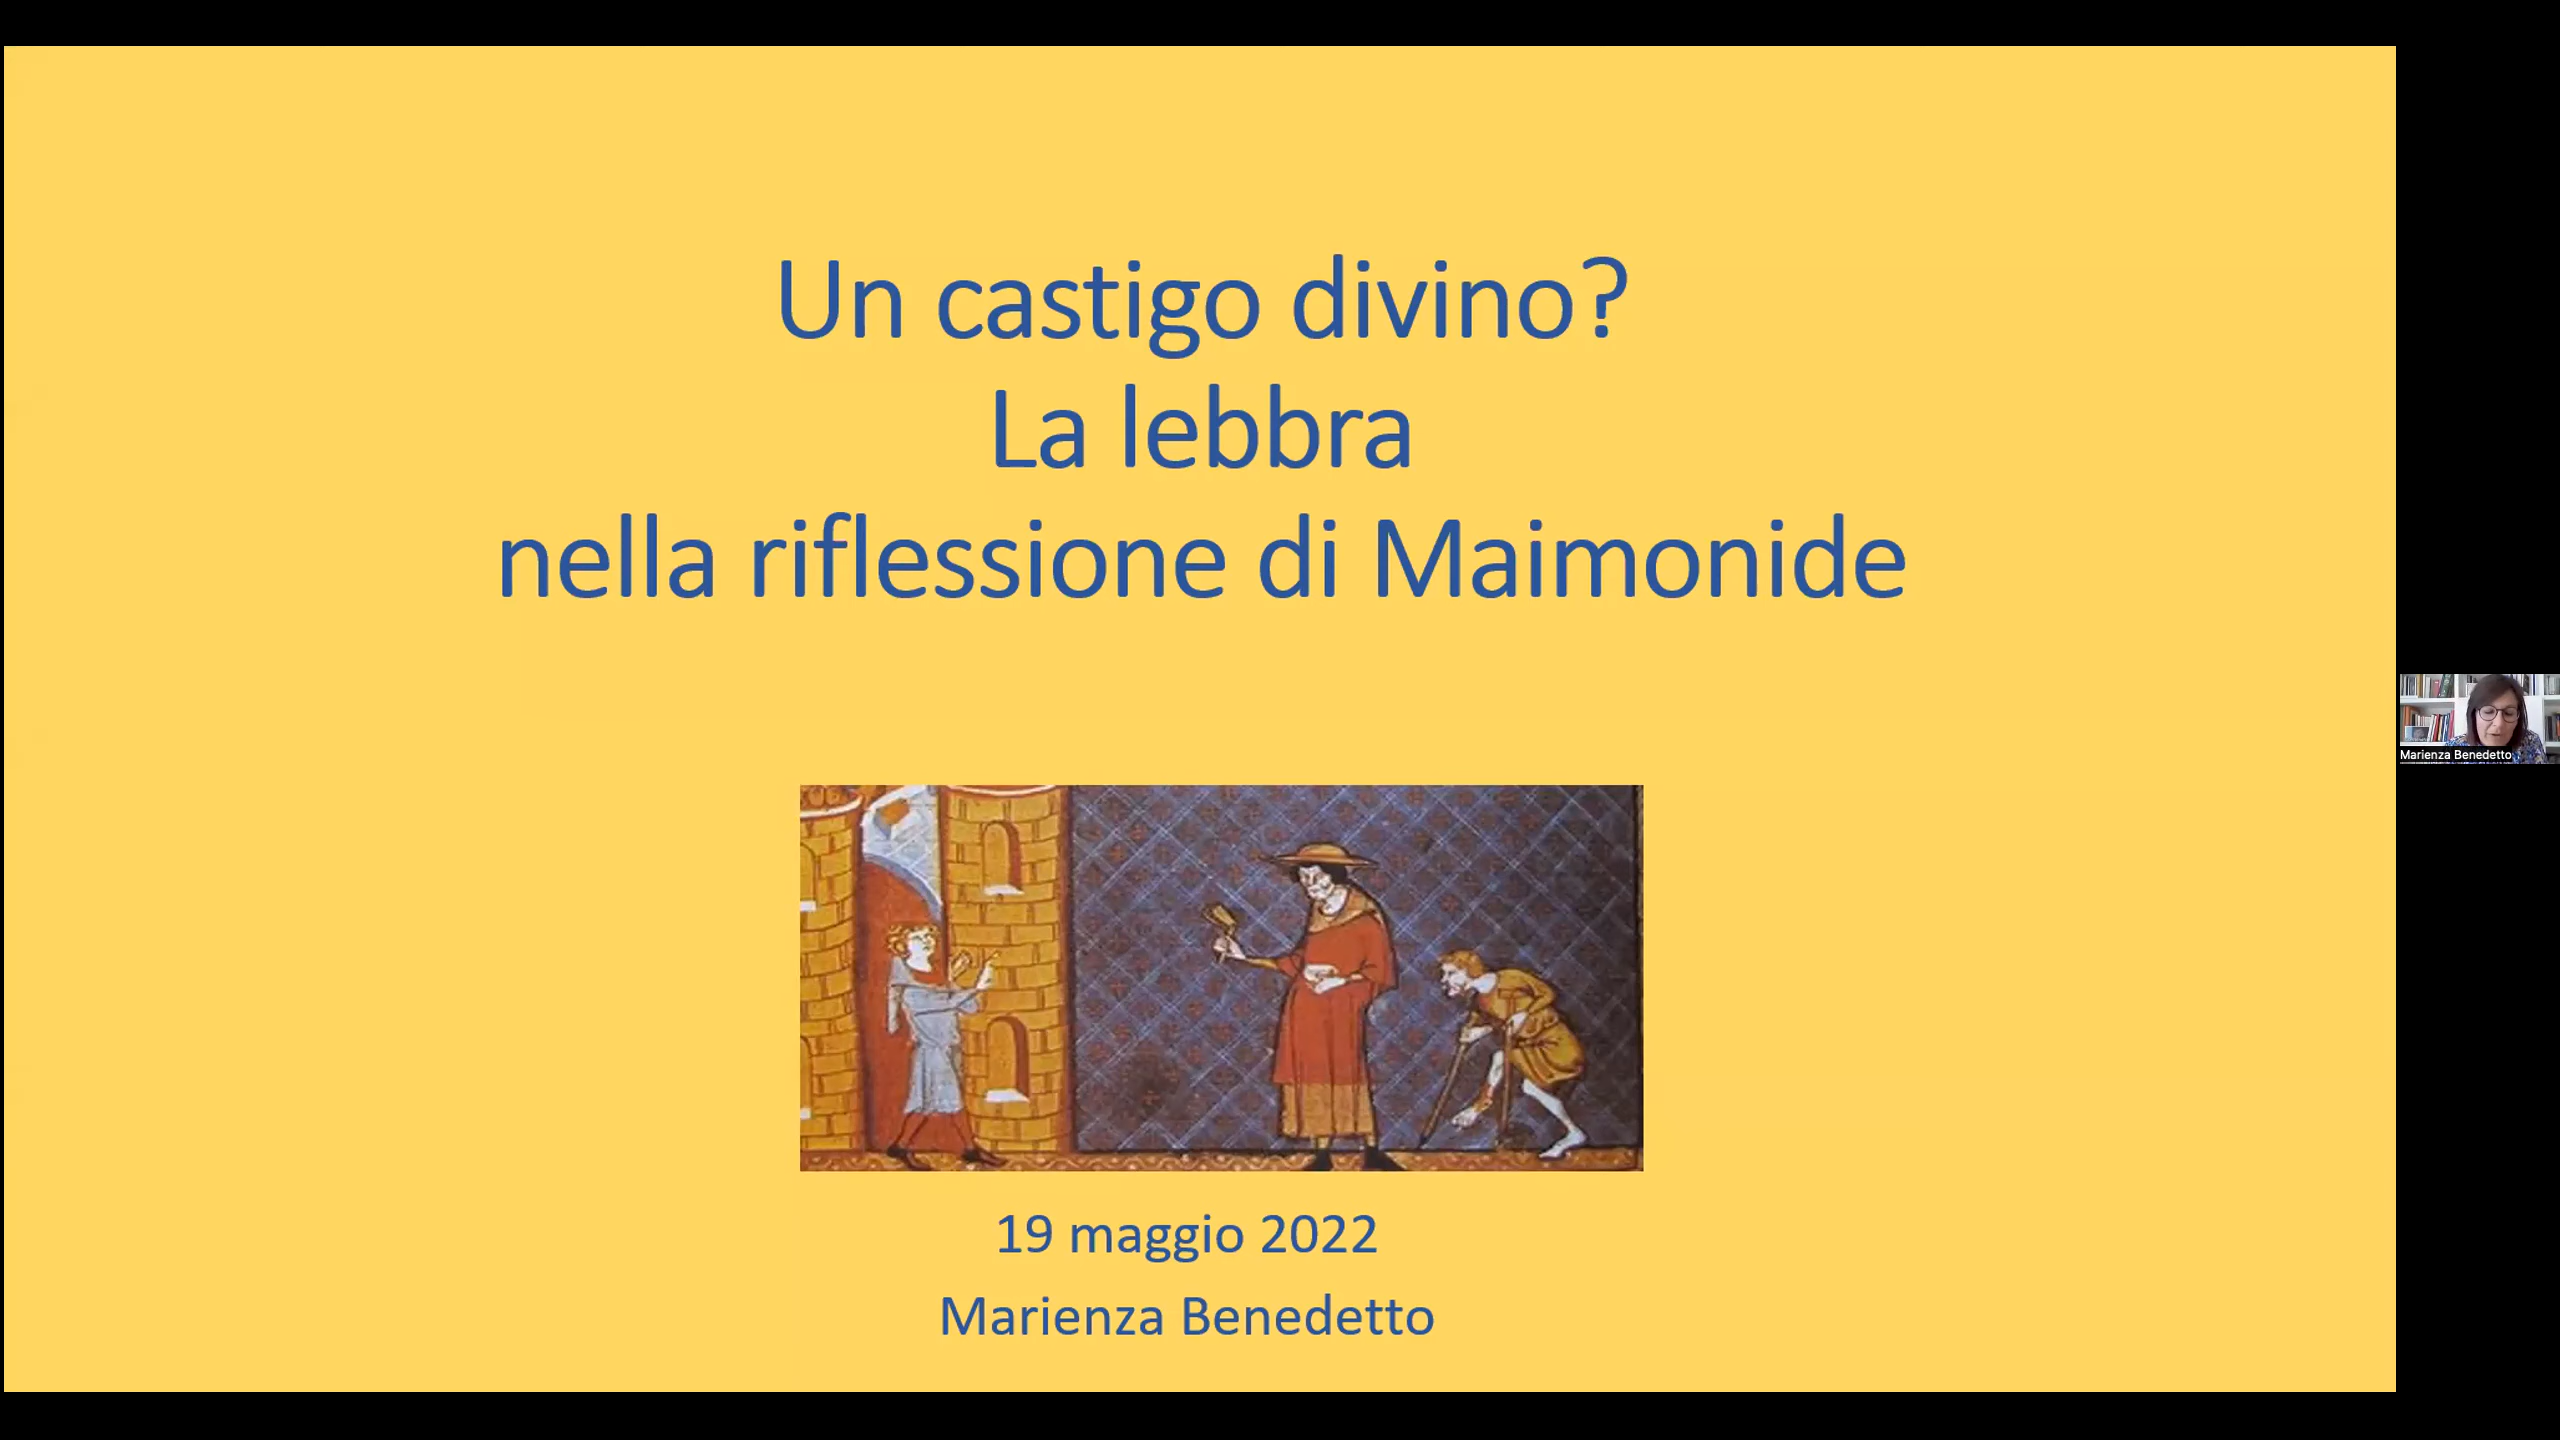 Un castigo divino?
La lebbra
nella riflessione di Maimonide
Marienza Benedetto
19 maggio 2022
Marienza Benedetto